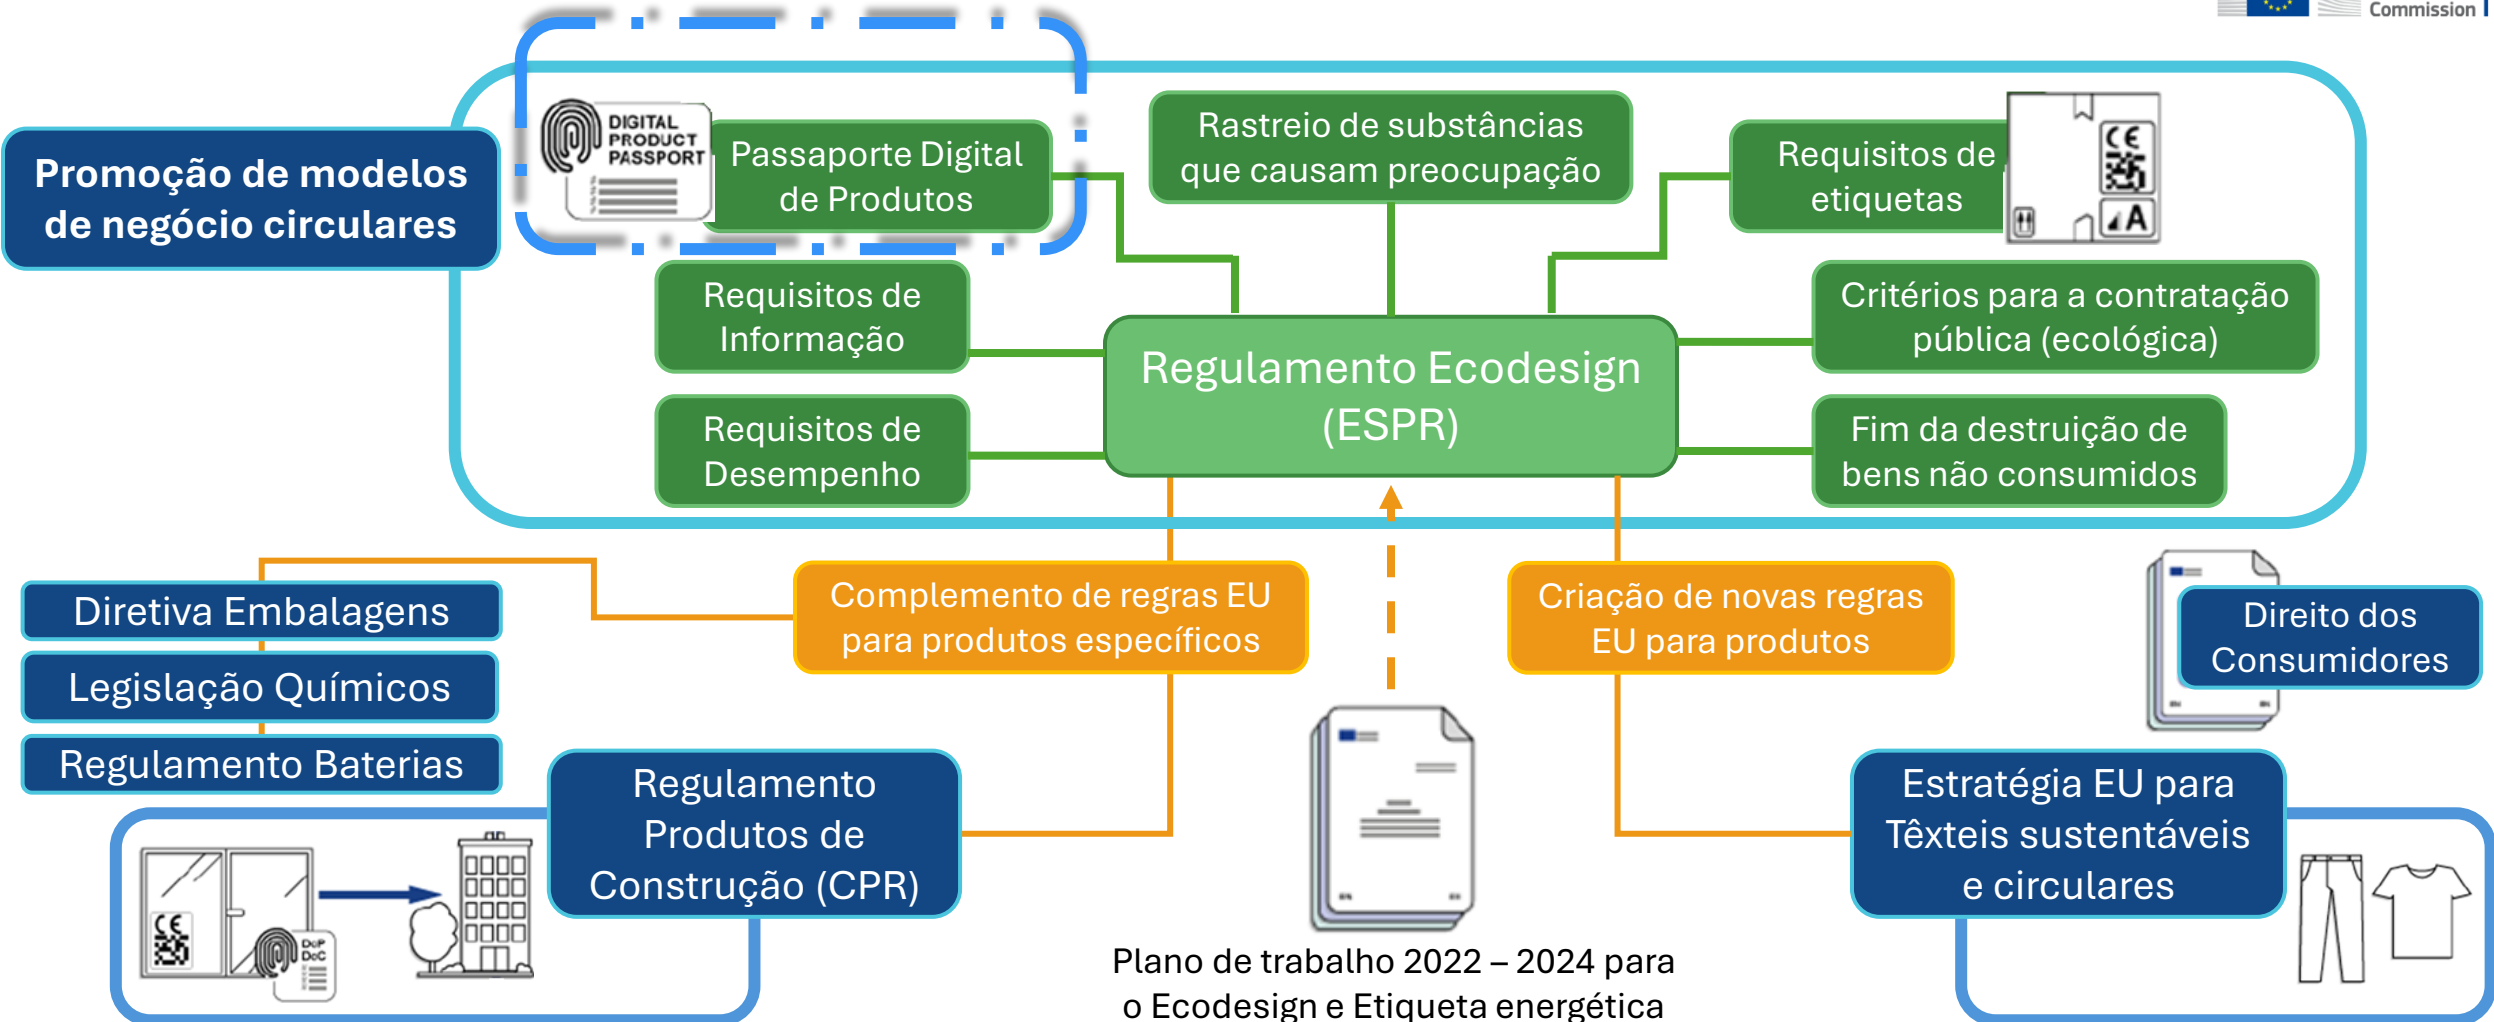 Commission
Promoção de modelos
de negócio circulares
DIGITAL
PRODUCT
PASSPORT
Passaporte Digital
de Produtos
Rastreio de substâncias
que causam preocupação
Requisitos de
etiquetas
CE
A
Requisitos de
Informação
Critérios para a contratação
pública (ecológica)
Regulamento Ecodesign
(ESPR)
Requisitos de
Desempenho
Fim da destruição de
bens não consumidos
Complemento de regras EU
para produtos específicos
Criação de novas regras
EU para produtos
Diretiva Embalagens
Legislação Químicos
Regulamento Baterias
Direito dos
Consumidores
Regulamento
Produtos de
Construção (CPR)
Estratégia EU para
Têxteis sustentáveis
e circulares
CE
DoP
DoC
Plano de trabalho 2022 – 2024 para
o Ecodesign e Etiqueta energética